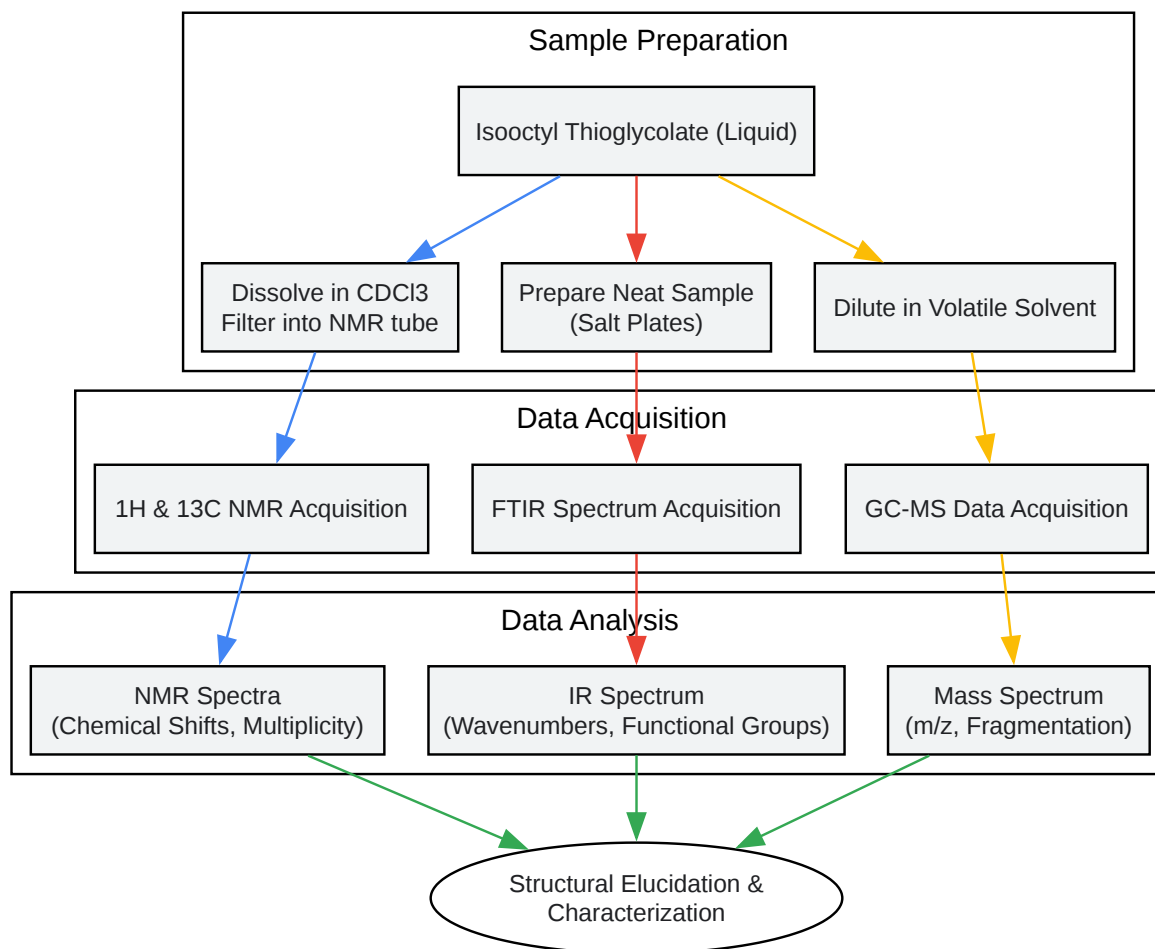 Sample Preparation
Isooctyl Thioglycolate (Liquid)
Dissolve in CDCl3
Filter into NMR tube
Prepare Neat Sample
(Salt Plates)
Dilute in Volatile Solvent
Data Acquisition
1H & 13C NMR Acquisition
FTIR Spectrum Acquisition
GC-MS Data Acquisition
Data Analysis
NMR Spectra
(Chemical Shifts, Multiplicity)
IR Spectrum
(Wavenumbers, Functional Groups)
Mass Spectrum
(m/z, Fragmentation)
Structural Elucidation &
Characterization